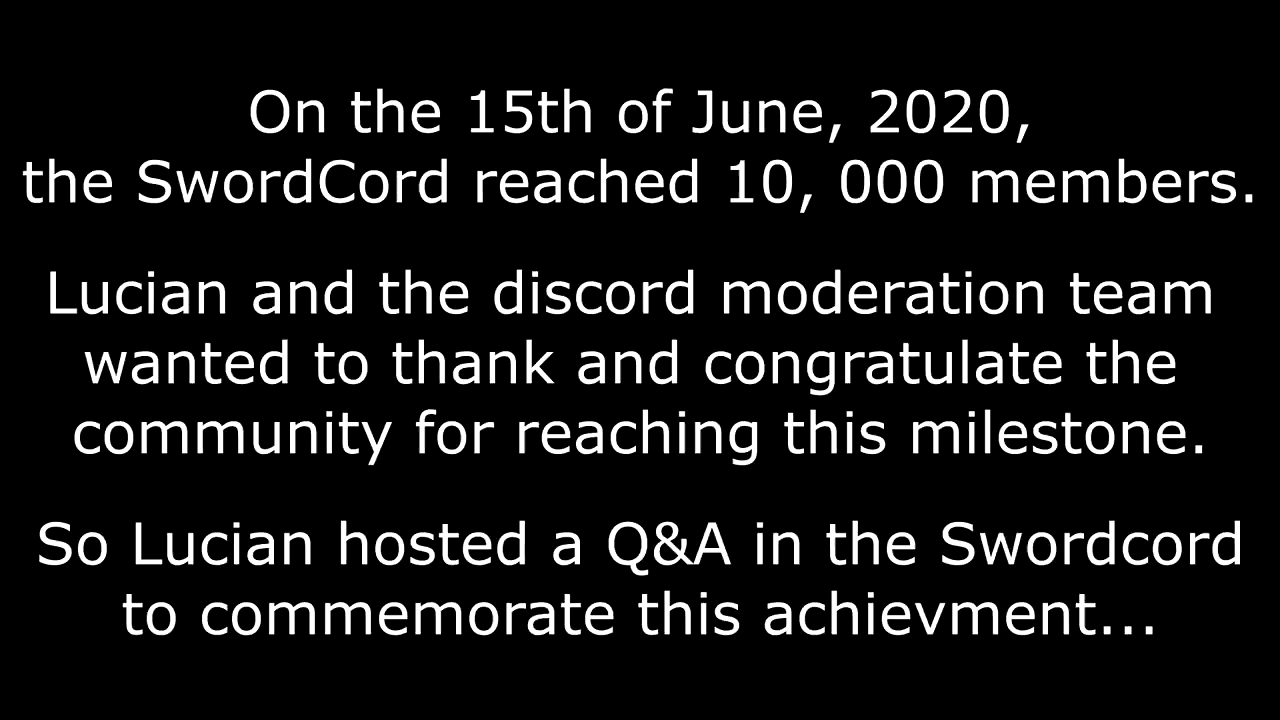 On the 15th of June, 2020,
the SwordCord reached 10, 000 members.
Lucian and the discord moderation team
wanted to thank and congratulate the
community for reaching this milestone.
So Lucian hosted a Q&A in the Swordcord
to commemorate this achievment...